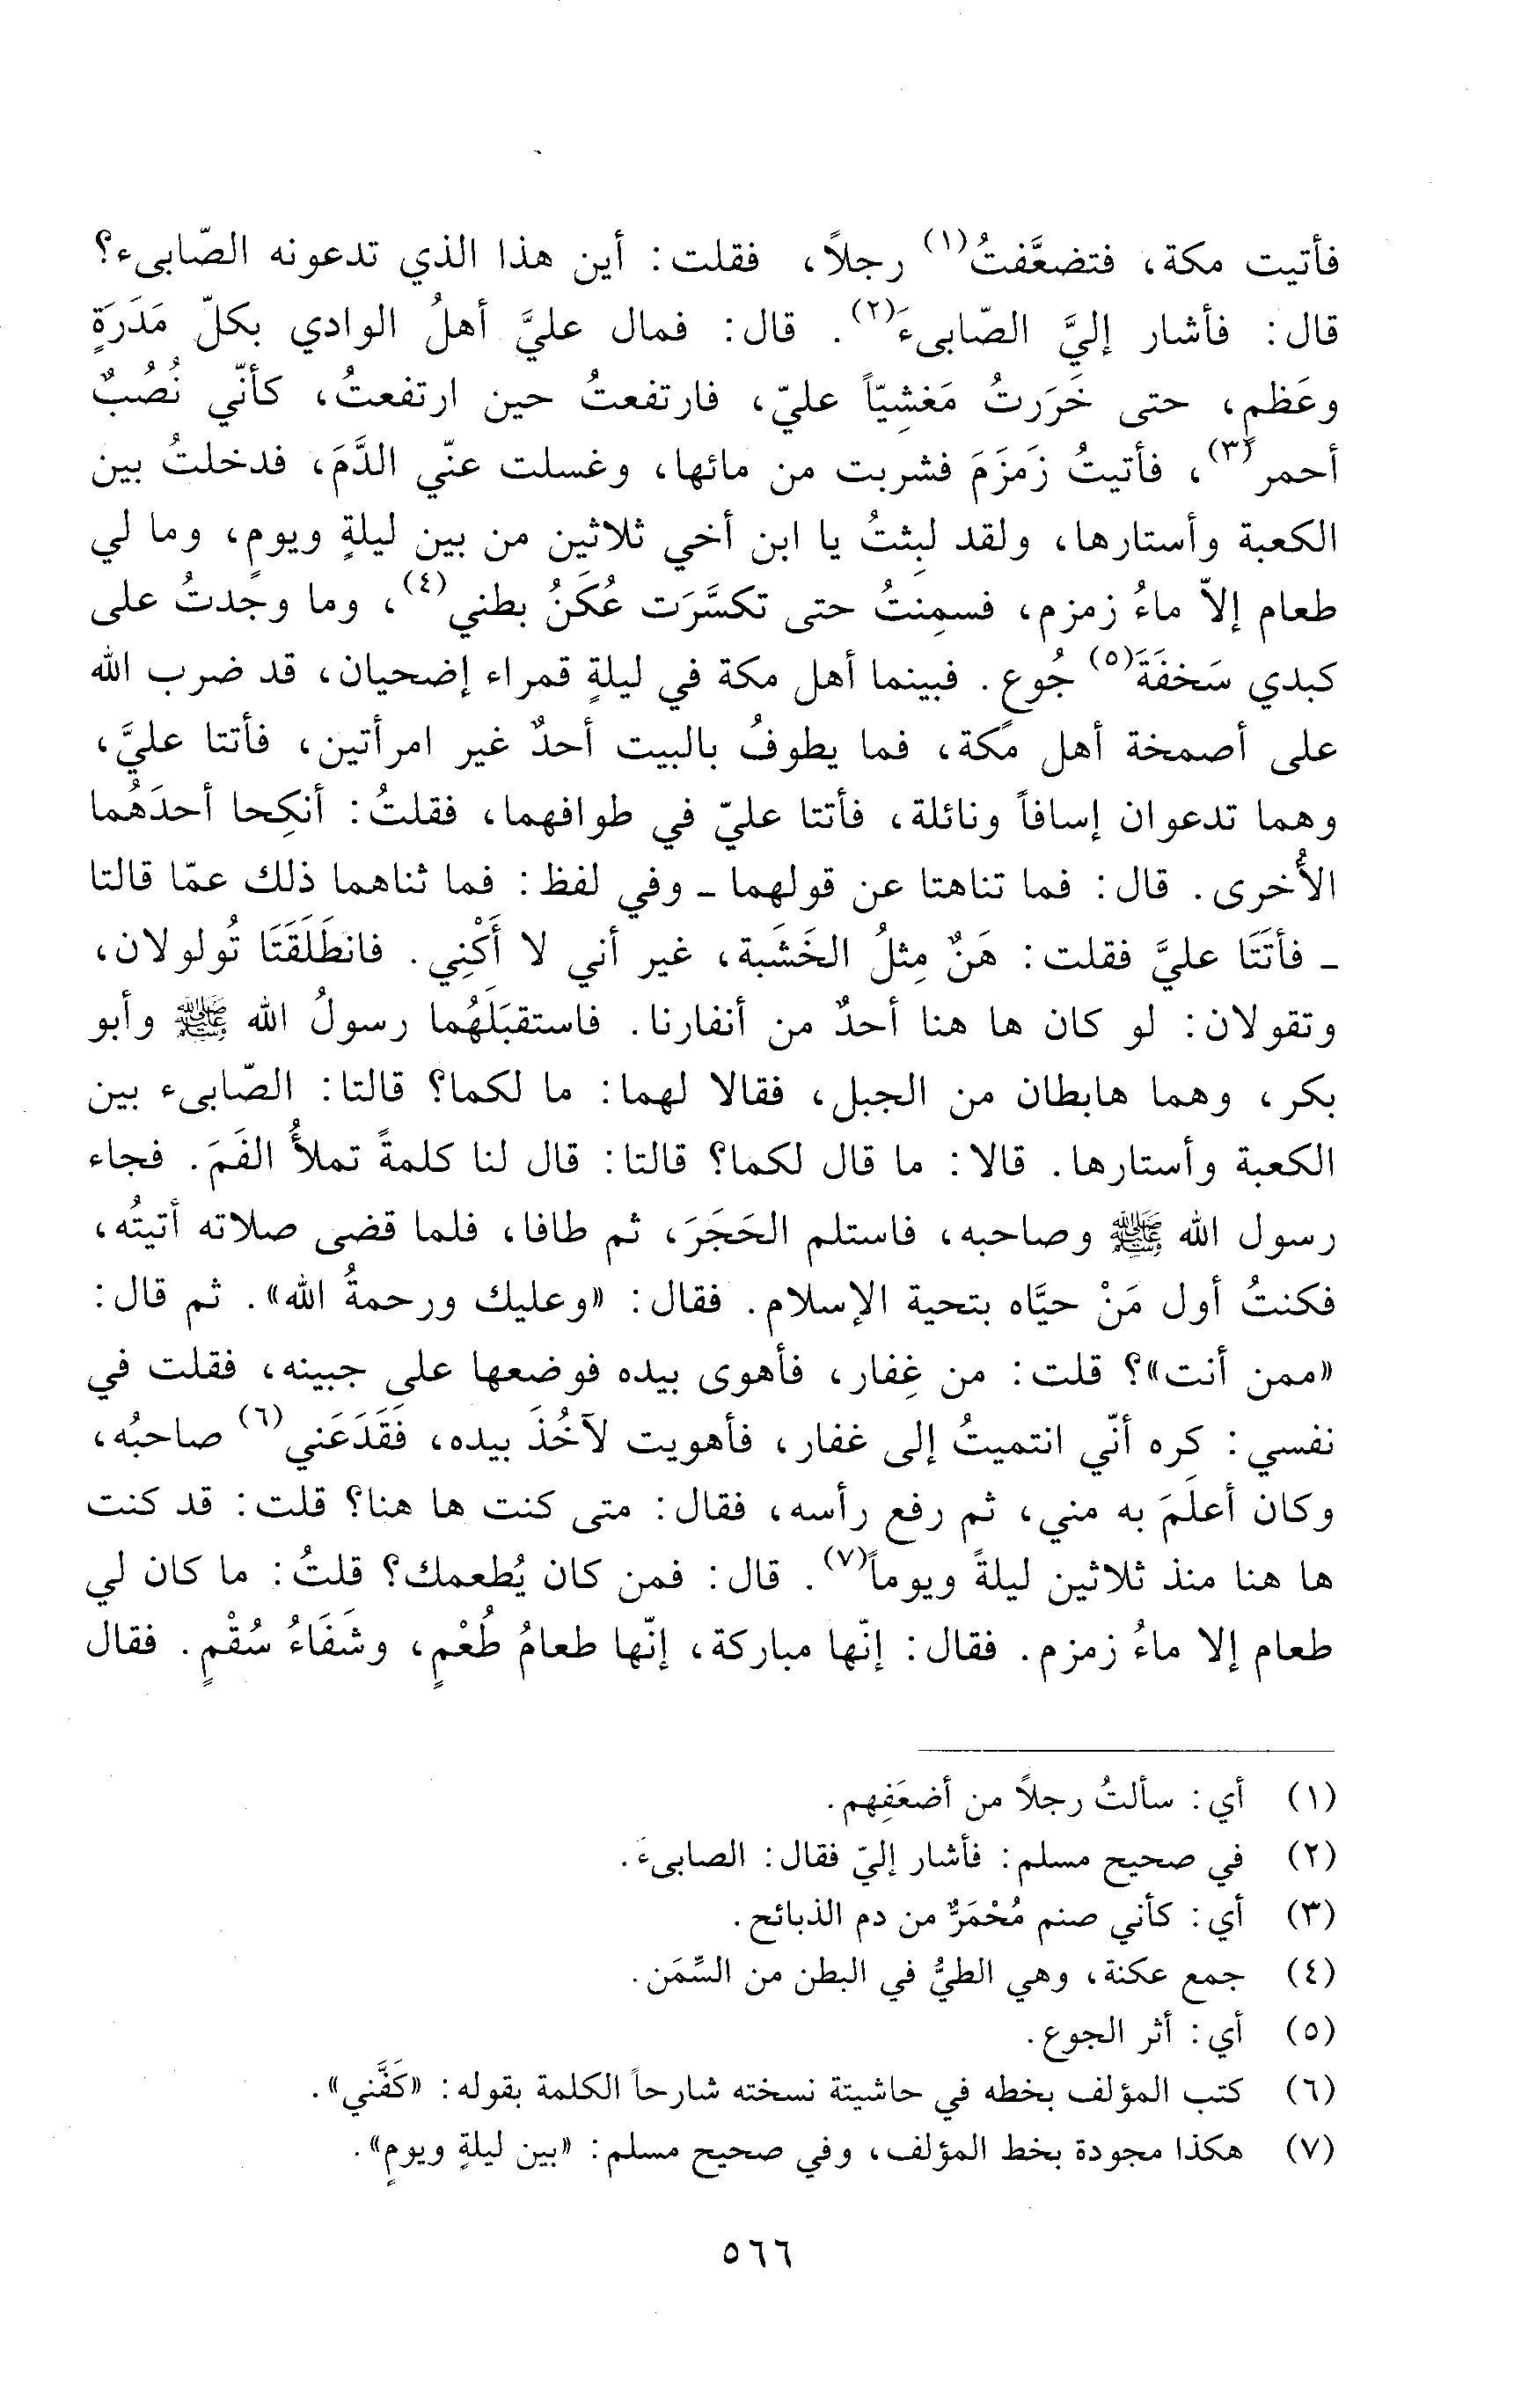 فأتيت مكة، فتضعَّفتُ(١) رجلاً، فقلت: أين هذا الذي تدعونه الصّابىء؟
قال: فأشار إليَّ الصّابىءَ(٢). قال: فمال عليَّ أهلُ الوادي بكلّ مَدَرَةٍ
وعَظمٍ، حتى خَرَرتُ مَغشِيّاً عليّ، فارتفعتُ حين ارتفعتُ، كأنّي نُصُبٌ
أحمر(٣)، فأتيتُ زَمزَمَ فشربت من مائها، وغسلت عنّي الدَّمَ، فدخلتُ بين
الكعبة وأستارها، ولقد لبِثتُ يا ابن أخي ثلاثين من بين ليلةٍ ويومٍ، وما لي
طعام إلاّ ماءُ زمزم، فسمِنتُ حتى تكسَّرَت عُكَنُ بطني(٤)، وما وجدتُ على
كبدي سَخفَةَ(٥) جُوعٍ. فبينما أهل مكة في ليلةٍ قمراء إضحيان، قد ضرب الله
على أصمخة أهل مكة، فما يطوفُ بالبيت أحدٌ غير امرأتين، فأتتا عليَّ،
وهما تدعوان إسافاً ونائلة، فأتتا عليّ في طوافهما، فقلتُ: أنكِحا أحدَهُما
الأُخرى. قال: فما تناهتا عن قولهما ـ وفي لفظ: فما ثناهما ذلك عمّا قالتا
ـ فأتَتَا عليَّ فقلت: هَنٌ مِثلُ الخَشَبة، غير أني لا أَكْنِي. فانطَلَقَتَا تُولولان،
وتقولان: لو كان ها هنا أحدٌ من أنفارنا. فاستقبَلَهُما رسولُ الله ﷺ وأبو
بكر، وهما هابطان من الجبل، فقالا لهما: ما لكما؟ قالتا: الصّابىء بين
الكعبة وأستارها. قالا: ما قال لكما؟ قالتا: قال لنا كلمةً تملأُ الفَمَ. فجاء
رسول الله ﷺ وصاحبه، فاستلم الحَجَرَ، ثم طافا، فلما قضى صلاته أتيتُه،
فكنتُ أول مَنْ حيَّاه بتحية الإسلام. فقال: «وعليك ورحمةُ الله». ثم قال:
«ممن أنت»؟ قلت: من غِفار، فأهوى بيده فوضعها على جبينه، فقلت في
نفسي: كرِه أنّي انتميتُ إلى غفار، فأهويت لآخُذَ بيده، فَقَدَعَني(٦) صاحبُه،
وكان أعلَمَ به مني، ثم رفع رأسه، فقال: متى كنت ها هنا؟ قلت: قد كنت
ها هنا منذ ثلاثين ليلةً ويوماً(٧). قال: فمن كان يُطعمك؟ قلتُ: ما كان لي
طعام إلا ماءُ زمزم. فقال: إنّها مباركة، إنّها طعامُ طُعْمٍ، وشَفَاءُ سُقْمٍ. فقال
(١) أي: سألتُ رجلاً من أضعَفِهم.
(٢) في صحيح مسلم: فأشار إليّ فقال: الصابىءَ.
(٣) أي: كأني صنم مُحْمَرٌّ من دم الذبائح.
(٤) جمع عكنة، وهي الطيُّ في البطن من السِّمَن.
(٥) أي: أثر الجوع.
(٦) كتب المؤلف بخطه في حاشيتة نسخته شارحاً الكلمة بقوله: «كَفَّني».
(٧) هكذا مجودة بخط المؤلف، وفي صحيح مسلم: «بين ليلةٍ ويومٍ».
٥٦٦